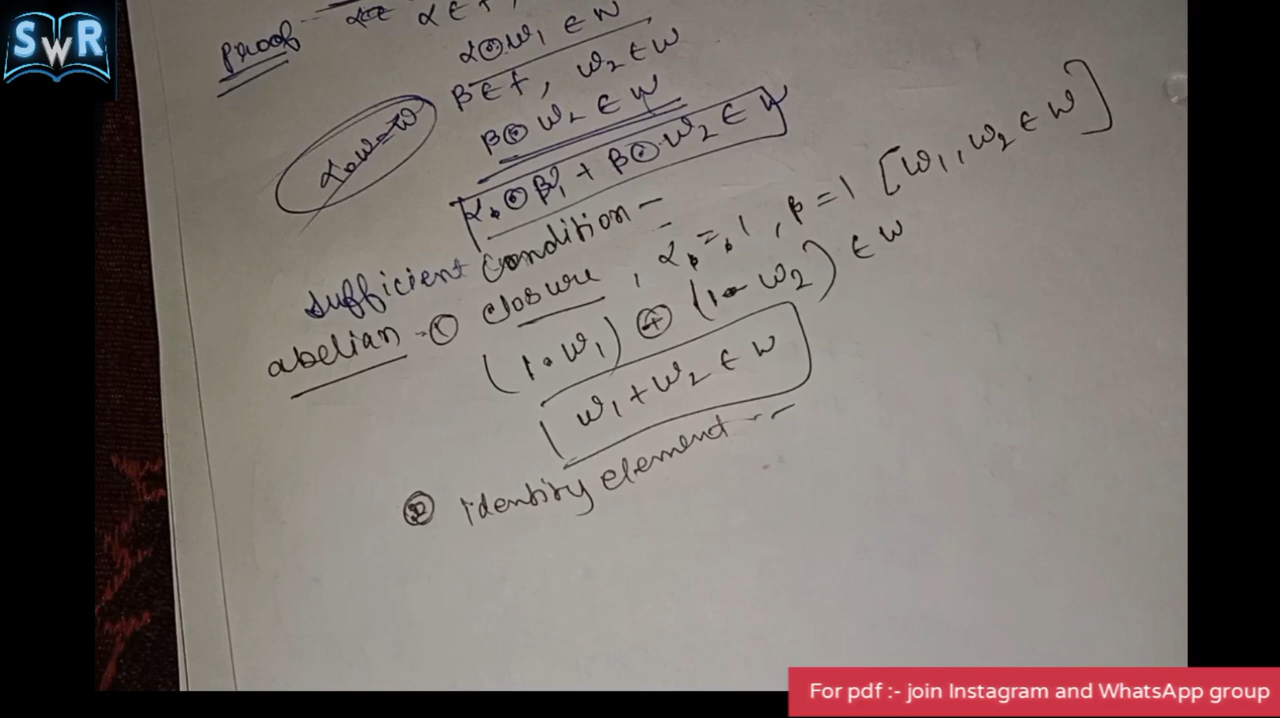 SWR
Proof - α ∈ F,
α⊙w₁ ∈ W
β ∈ F, w₂ ∈ W
β⊙w₂ ∈ W
α.w=w
α.⊙β₁ + β⊙w₂ ∈ W
Sufficient condition -
abelian - ① closure, α = 1, β = 1 [w₁, w₂ ∈ W]
(1.w₁) ⊕ (1.w₂) ∈ W
w₁ + w₂ ∈ W
② identity element --
For pdf :- join Instagram and WhatsApp group